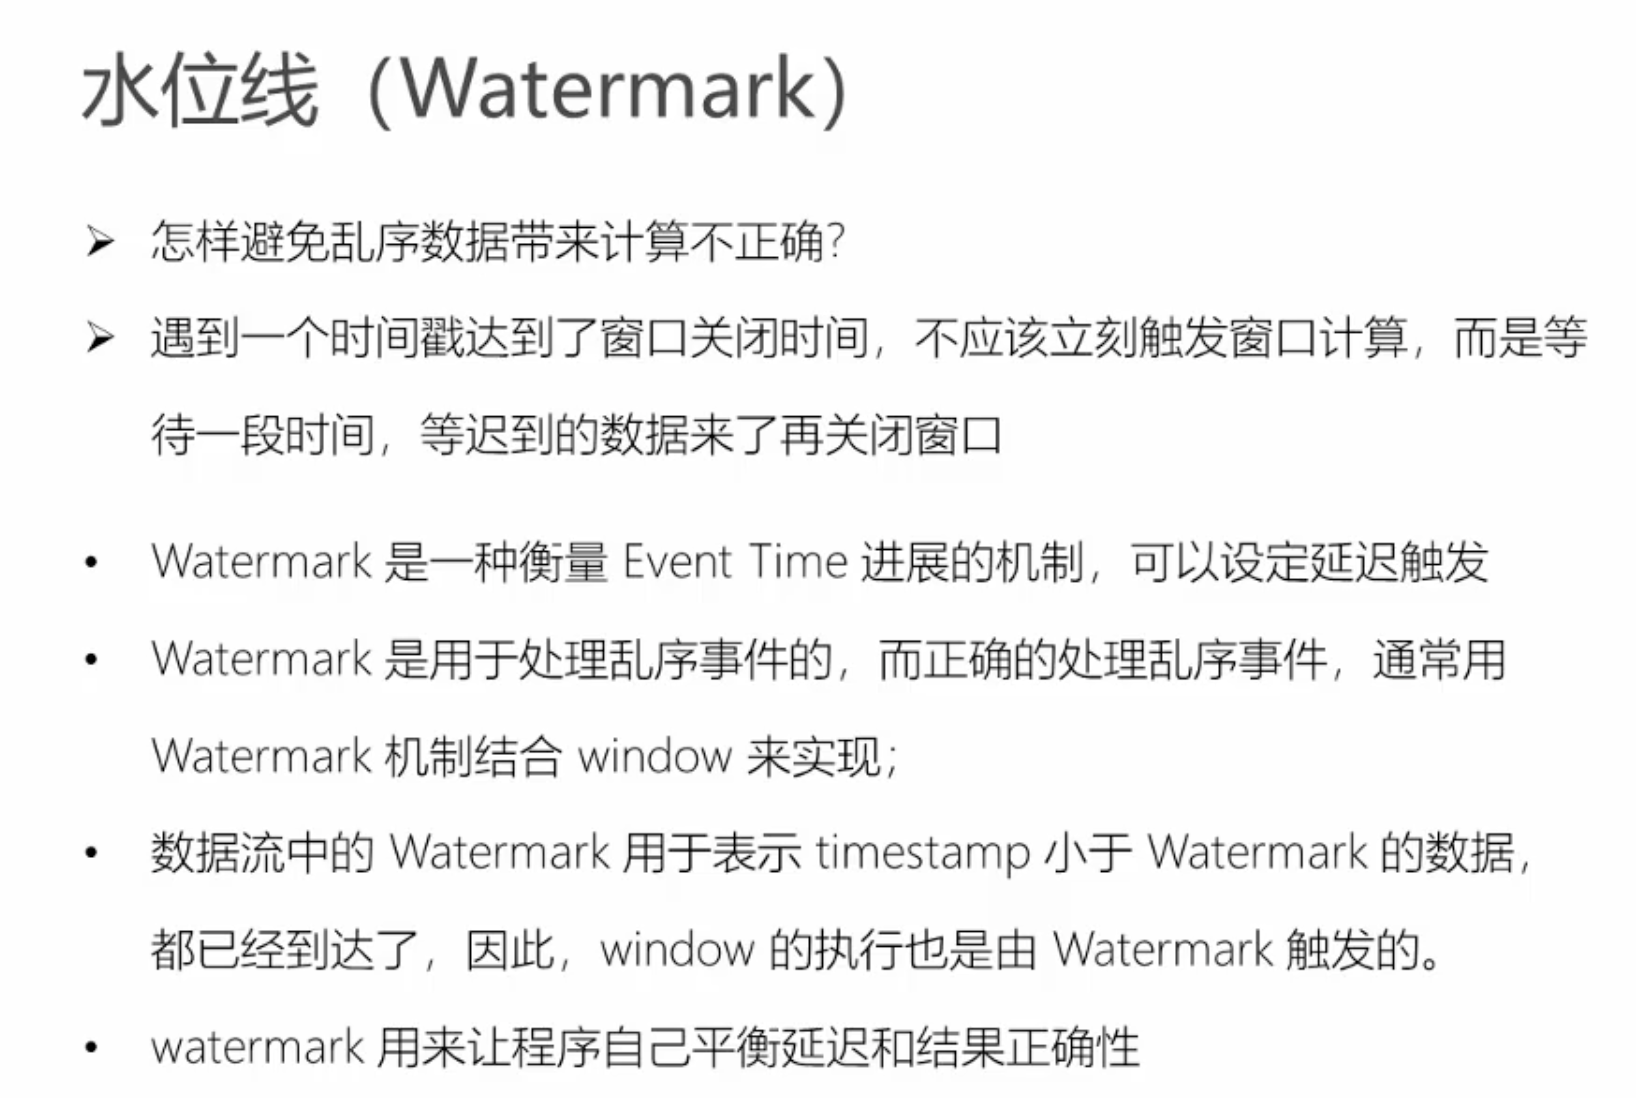 水位线（Watermark）
➢ 怎样避免乱序数据带来计算不正确？
➢ 遇到一个时间戳达到了窗口关闭时间，不应该立刻触发窗口计算，而是等
待一段时间，等迟到的数据来了再关闭窗口
• Watermark 是一种衡量 Event Time 进展的机制，可以设定延迟触发
• Watermark 是用于处理乱序事件的，而正确的处理乱序事件，通常用
Watermark 机制结合 window 来实现；
• 数据流中的 Watermark 用于表示 timestamp 小于 Watermark 的数据，
都已经到达了，因此，window 的执行也是由 Watermark 触发的。
• watermark 用来让程序自己平衡延迟和结果正确性